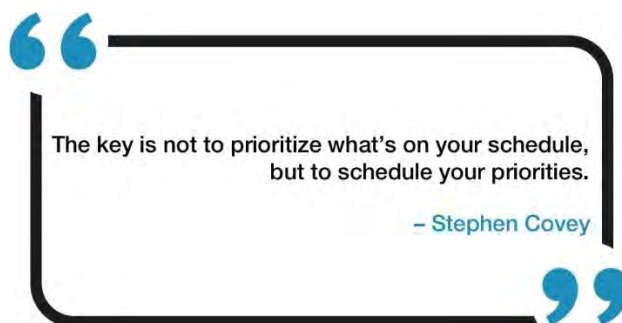 The key is not to prioritize what’s on your schedule,
but to schedule your priorities.
– Stephen Covey